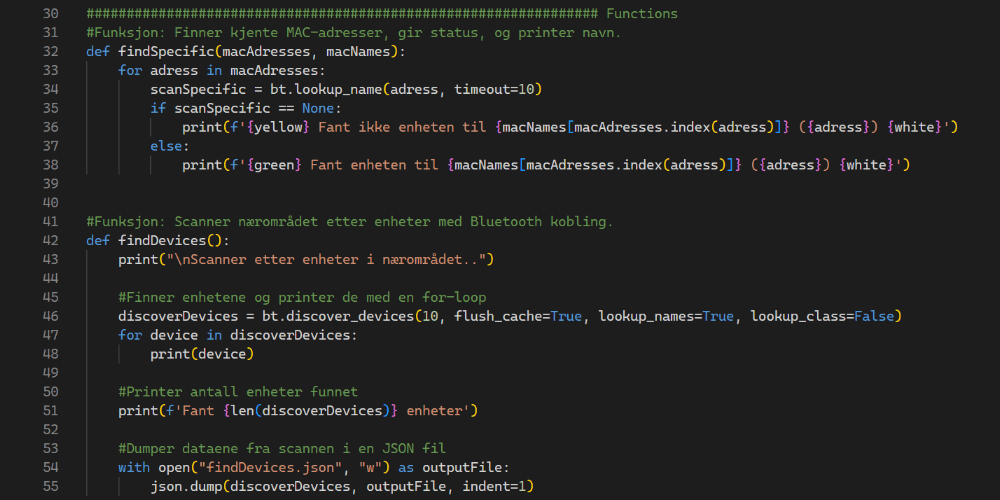 30 ################################################################ Functions
31 #Funksjon: Finner kjente MAC-adresser, gir status, og printer navn.
32 def findSpecific(macAdresses, macNames):
33     for adress in macAdresses:
34         scanSpecific = bt.lookup_name(adress, timeout=10)
35         if scanSpecific == None:
36             print(f'{yellow} Fant ikke enheten til {macNames[macAdresses.index(adress)]} ({adress}) {white}')
37         else:
38             print(f'{green} Fant enheten til {macNames[macAdresses.index(adress)]} ({adress}) {white}')
39
40
41 #Funksjon: Scanner nærområdet etter enheter med Bluetooth kobling.
42 def findDevices():
43     print("\nScanner etter enheter i nærområdet..")
44
45     #Finner enhetene og printer de med en for-loop
46     discoverDevices = bt.discover_devices(10, flush_cache=True, lookup_names=True, lookup_class=False)
47     for device in discoverDevices:
48         print(device)
49
50     #Printer antall enheter funnet
51     print(f'Fant {len(discoverDevices)} enheter')
52
53     #Dumper dataene fra scannen i en JSON fil
54     with open("findDevices.json", "w") as outputFile:
55         json.dump(discoverDevices, outputFile, indent=1)